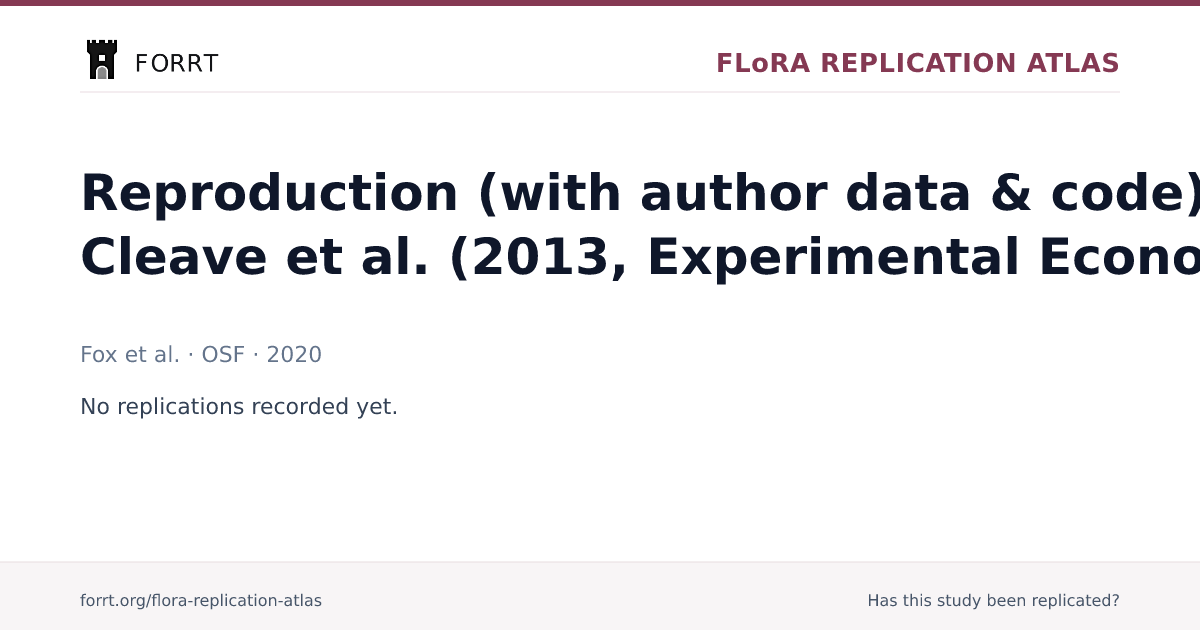 FORRT
FLoRA REPLICATION ATLAS
Reproduction (with author data & code)
Cleave et al. (2013, Experimental Econo
Fox et al. · OSF · 2020
No replications recorded yet.
forrt.org/flora-replication-atlas
Has this study been replicated?